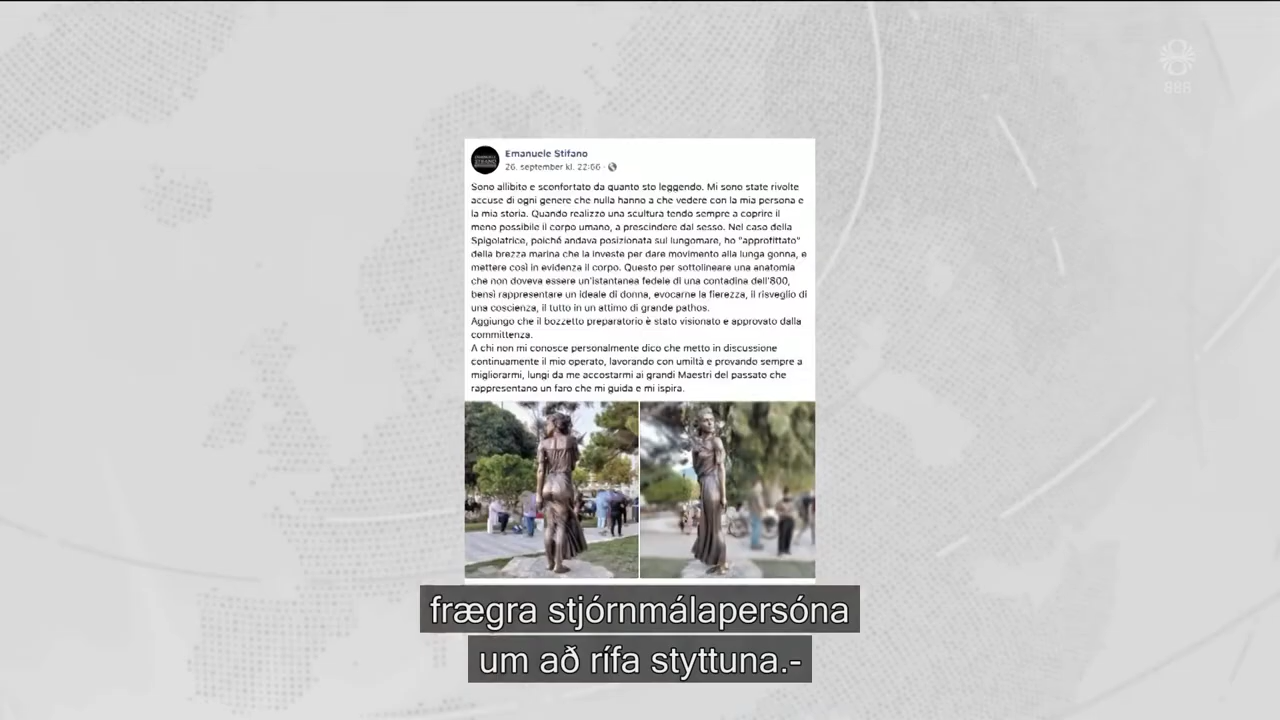 888
Emanuele Stifano
26. september kl. 22:56
Sono allibito e sconfortato da quanto sto leggendo. Mi sono state rivolte
accuse di ogni genere che nulla hanno a che vedere con la mia persona e
la mia storia. Quando realizzo una scultura tendo sempre a coprire il
meno possibile il corpo umano, a prescindere dal sesso. Nel caso della
Spigolatrice, poiché andava posizionata sul lungomare, ho "approfittato"
della brezza marina che la investe per dare movimento alla lunga gonna, e
mettere così in evidenza il corpo. Questo per sottolineare una anatomia
che non doveva essere un'istantanea fedele di una contadina dell'800,
bensì rappresentare un ideale di donna, evocarne la fierezza, il risveglio di
una coscienza, il tutto in un attimo di grande pathos.
Aggiungo che il bozzetto preparatorio è stato visionato e approvato dalla
committenza.
A chi non mi conosce personalmente dico che metto in discussione
continuamente il mio operato, lavorando con umiltà e provando sempre a
migliorarmi, lungi da me accostarmi ai grandi Maestri del passato che
rappresentano un faro che mi guida e mi ispira.
frægra stjórnmálapersóna
um að rífa styttuna.-